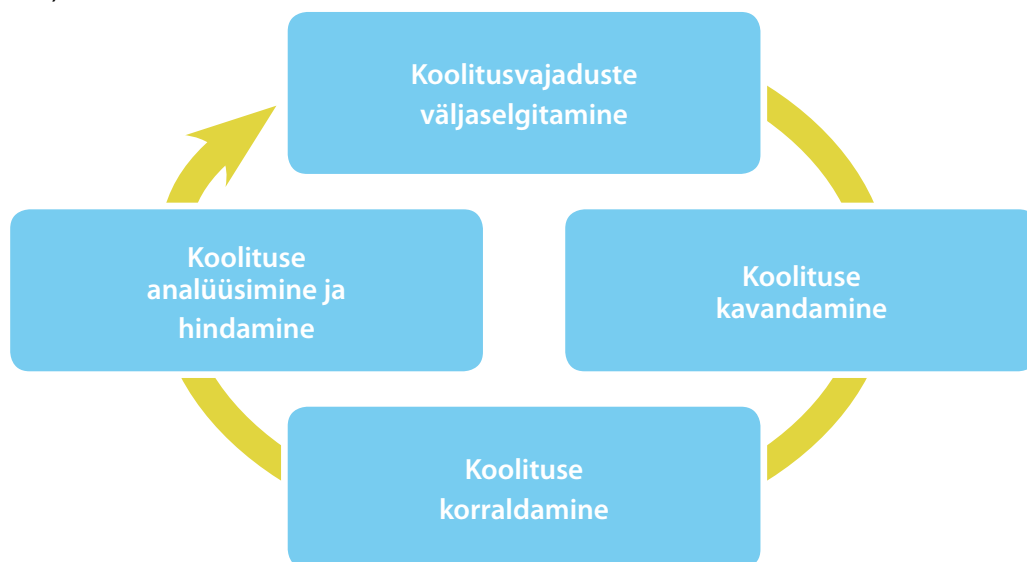 Koolitusvajaduste
väljaselgitamine
Koolituse
kavandamine
Koolituse
korraldamine
Koolituse
analüüsimine ja
hindamine